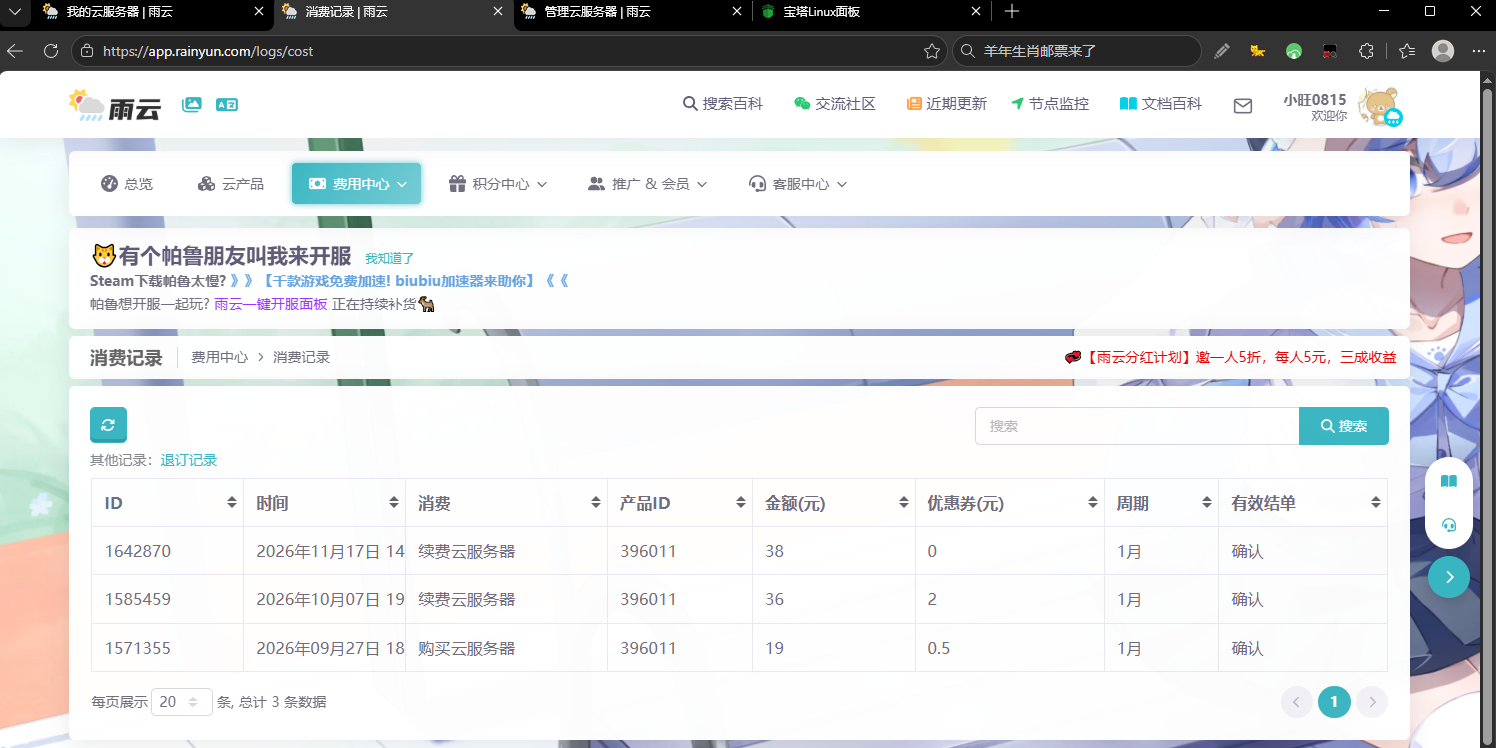 我的云服务器 | 雨云
消费记录 | 雨云
管理云服务器 | 雨云
宝塔Linux面板
https://app.rainyun.com/logs/cost
羊年生肖邮票来了
雨云
搜索百科
交流社区
近期更新
节点监控
文档百科
小旺0815
欢迎你
总览
云产品
费用中心
积分中心
推广 & 会员
客服中心
有个帕鲁朋友叫我来开服 我知道了
Steam下载帕鲁太慢? 》》【千款游戏免费加速! biubiu加速器来助你】《《
帕鲁想开服一起玩? 雨云一键开服面板 正在持续补货
消费记录 费用中心 > 消费记录
【雨云分红计划】邀一人5折，每人5元，三成收益
搜索 搜索
其他记录：退订记录
ID 时间 消费 产品ID 金额(元) 优惠券(元) 周期 有效结单
1642870 2026年11月17日 14 续费云服务器 396011 38 0 1月 确认
1585459 2026年10月07日 19 续费云服务器 396011 36 2 1月 确认
1571355 2026年09月27日 18 购买云服务器 396011 19 0.5 1月 确认
每页展示 20 条, 总计 3 条数据
1